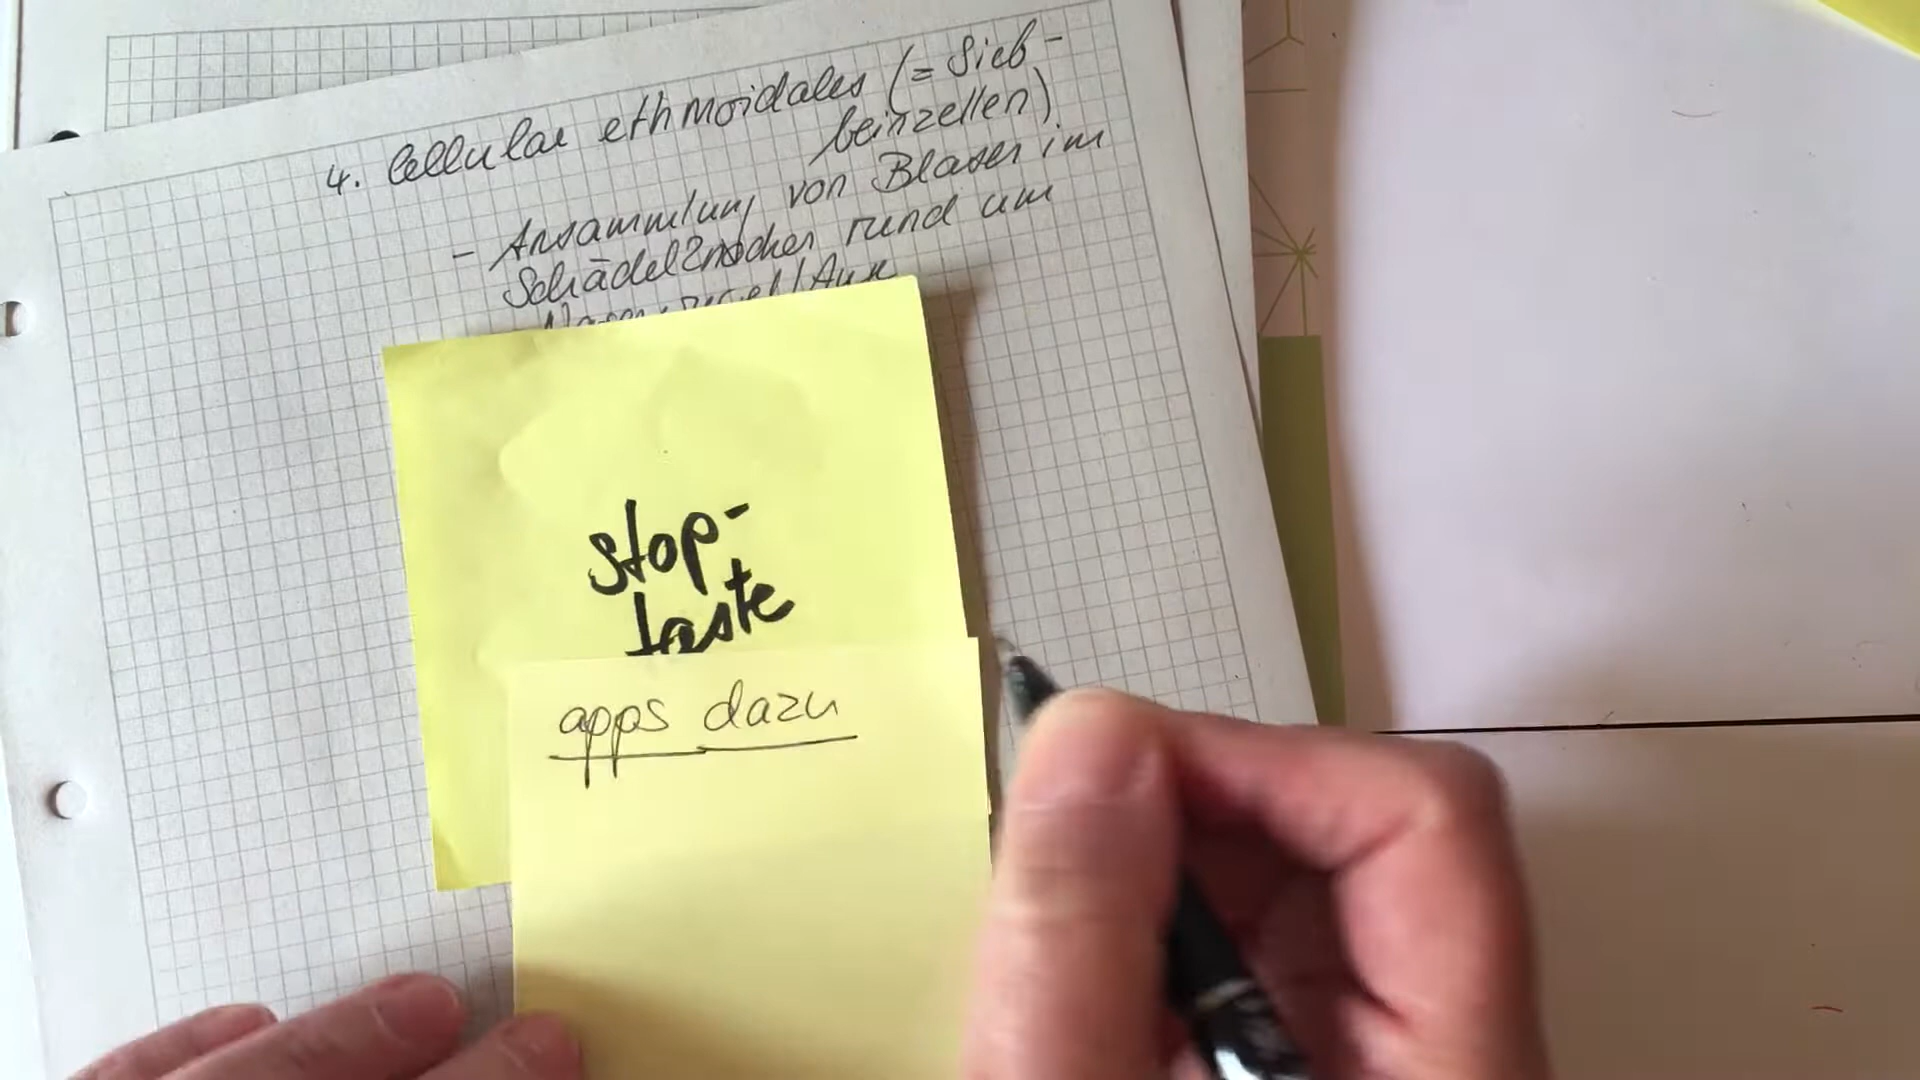 4. Cellulae ethmoidales (= Sieb-
beinzellen)
- Ansammlung von Blasen im
Schädelknochen rund um
stop-
taste
apps dazu